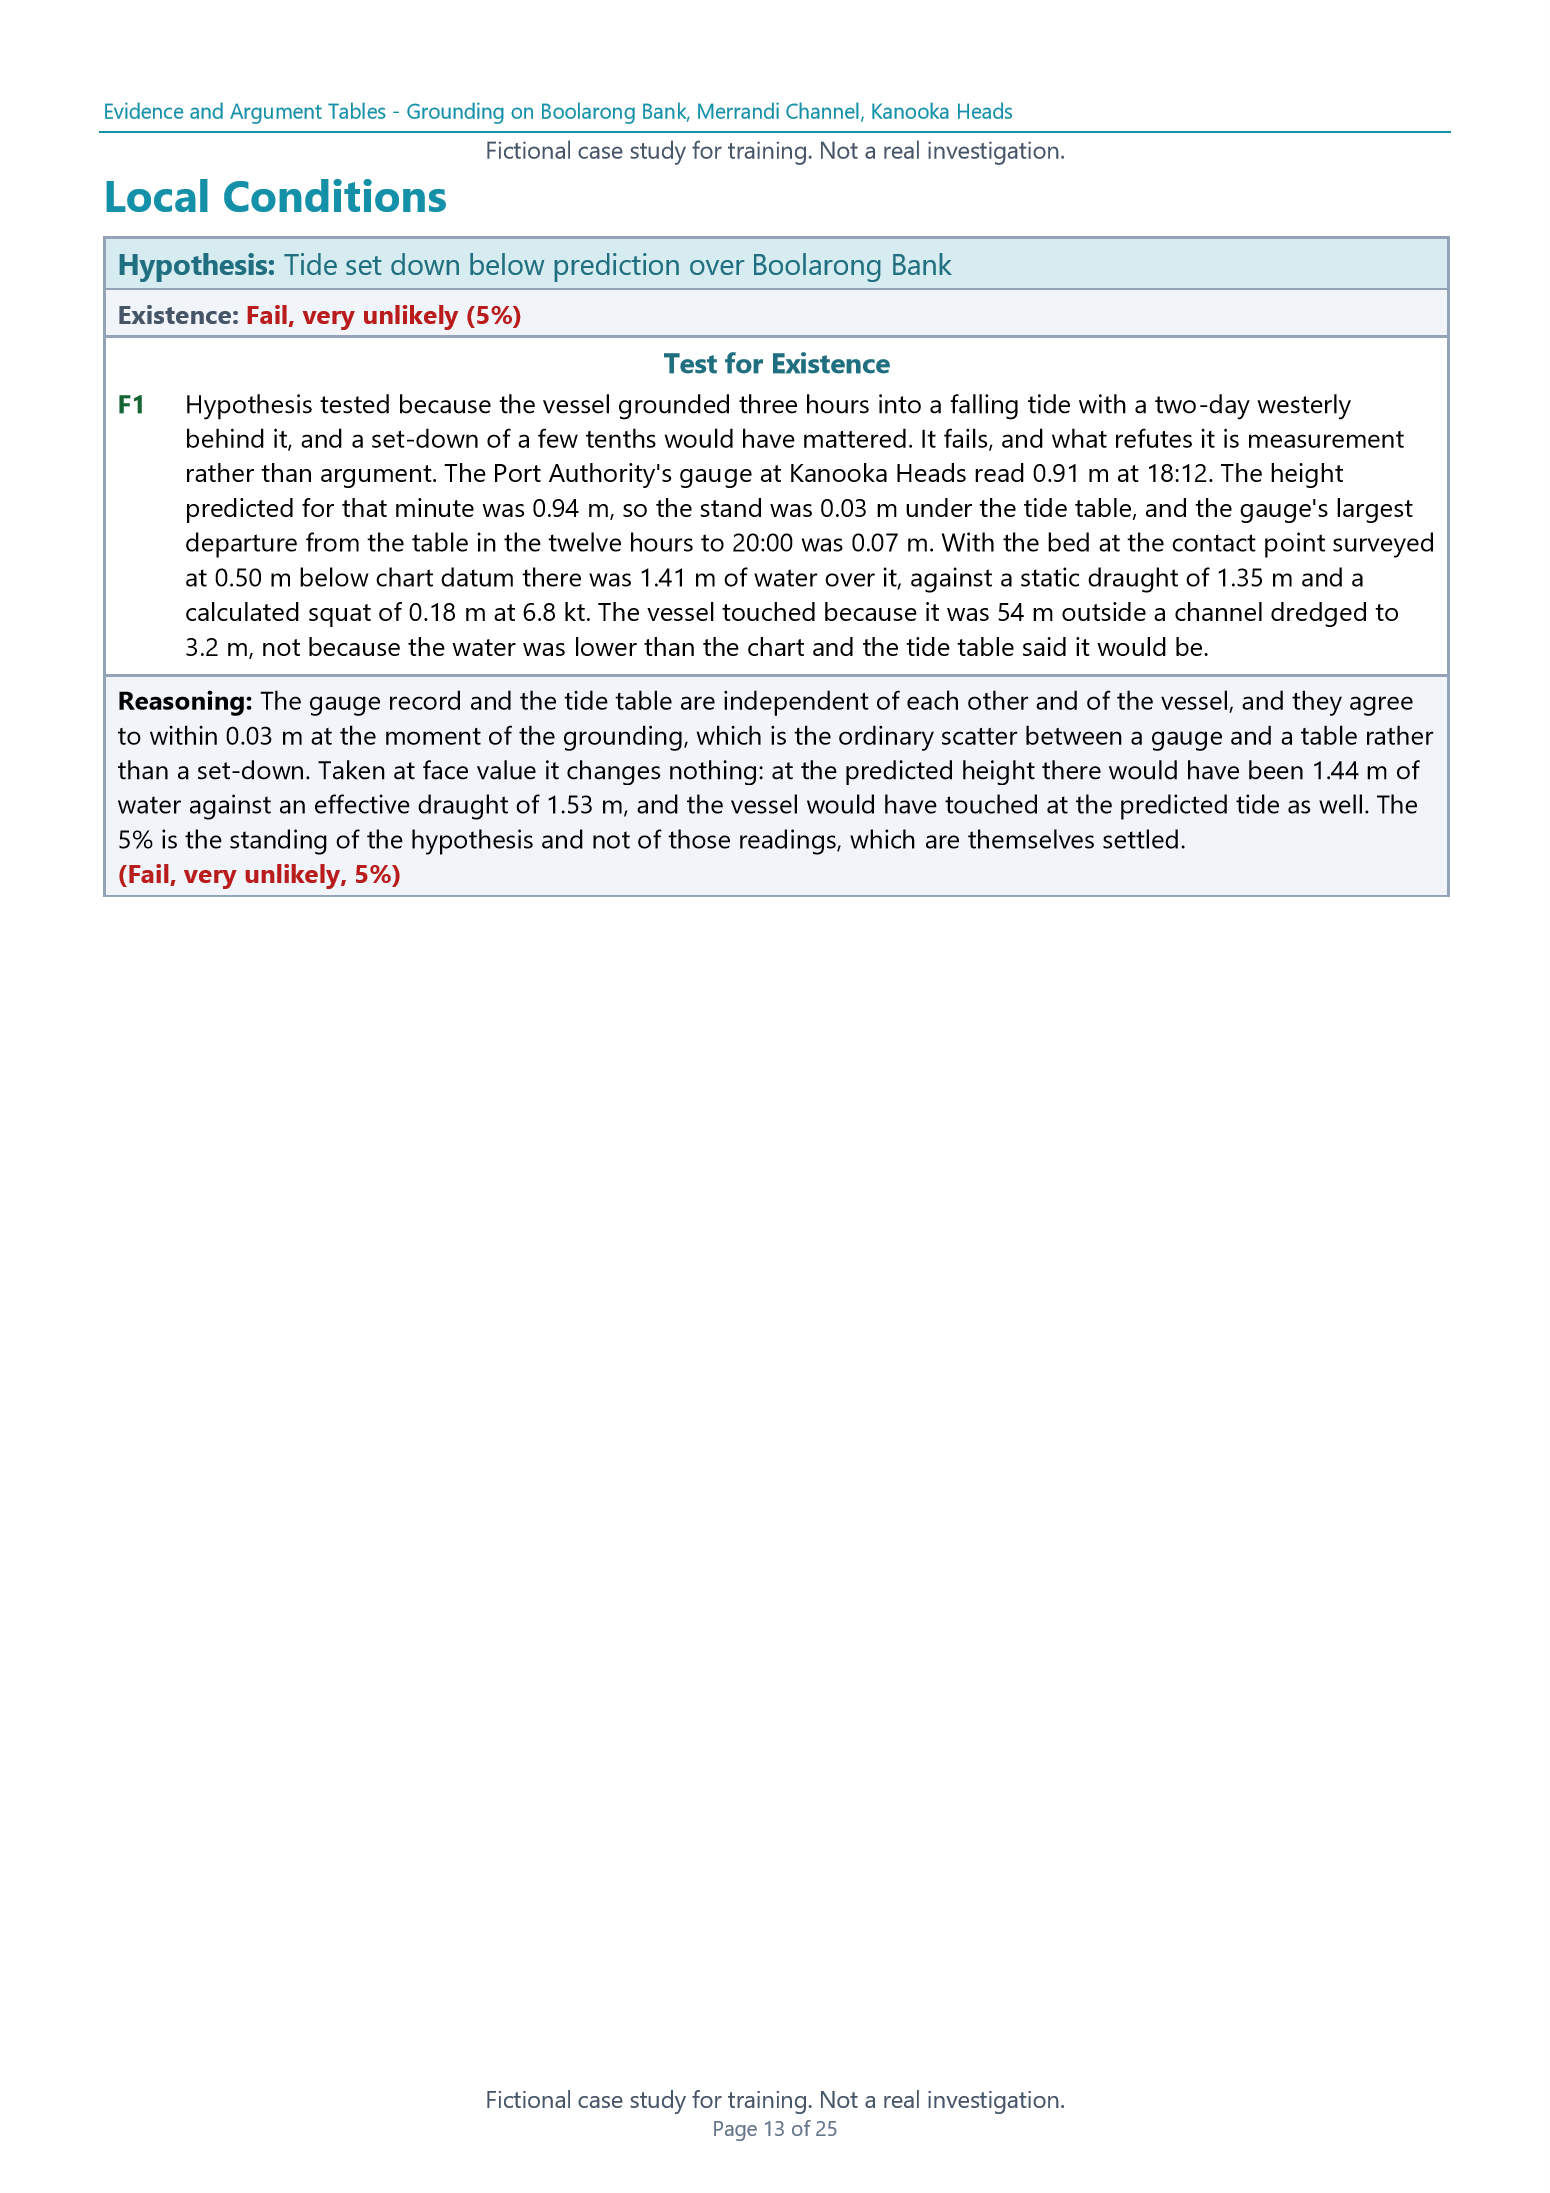 Evidence and Argument Tables - Grounding on Boolarong Bank, Merrandi Channel, Kanooka Heads
Fictional case study for training. Not a real investigation.
Local Conditions
Hypothesis: Tide set down below prediction over Boolarong Bank
Existence: Fail, very unlikely (5%)
Test for Existence
F1 Hypothesis tested because the vessel grounded three hours into a falling tide with a two-day westerly
behind it, and a set-down of a few tenths would have mattered. It fails, and what refutes it is measurement
rather than argument. The Port Authority's gauge at Kanooka Heads read 0.91 m at 18:12. The height
predicted for that minute was 0.94 m, so the stand was 0.03 m under the tide table, and the gauge's largest
departure from the table in the twelve hours to 20:00 was 0.07 m. With the bed at the contact point surveyed
at 0.50 m below chart datum there was 1.41 m of water over it, against a static draught of 1.35 m and a
calculated squat of 0.18 m at 6.8 kt. The vessel touched because it was 54 m outside a channel dredged to
3.2 m, not because the water was lower than the chart and the tide table said it would be.
Reasoning: The gauge record and the tide table are independent of each other and of the vessel, and they agree
to within 0.03 m at the moment of the grounding, which is the ordinary scatter between a gauge and a table rather
than a set-down. Taken at face value it changes nothing: at the predicted height there would have been 1.44 m of
water against an effective draught of 1.53 m, and the vessel would have touched at the predicted tide as well. The
5% is the standing of the hypothesis and not of those readings, which are themselves settled.
(Fail, very unlikely, 5%)
Fictional case study for training. Not a real investigation.
Page 13 of 25